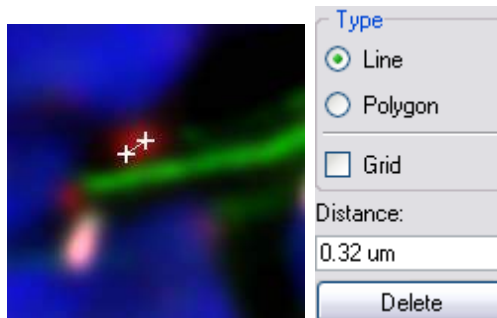 Type
Line
Polygon
Grid
Distance:
0.32 um
Delete